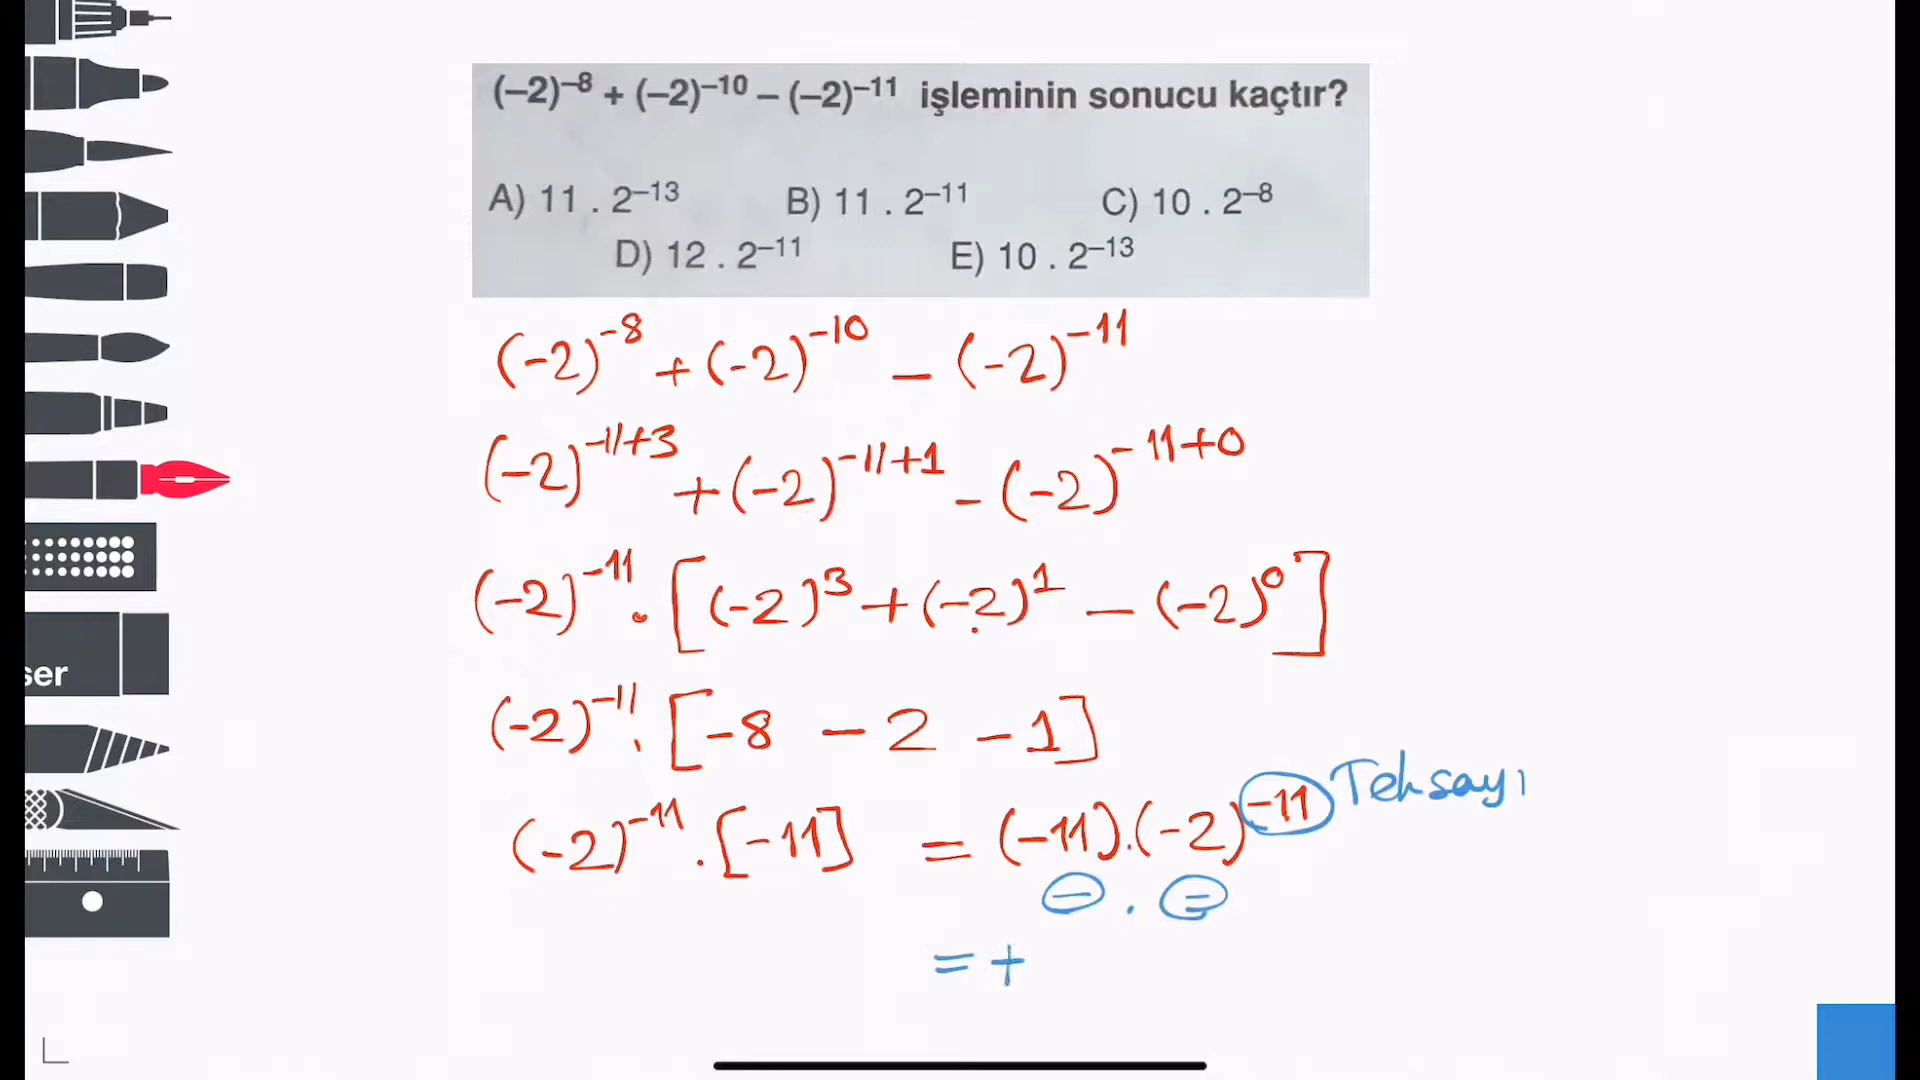 (–2)⁻⁸ + (–2)⁻¹⁰ – (–2)⁻¹¹ işleminin sonucu kaçtır?
A) 11 . 2⁻¹³ B) 11 . 2⁻¹¹ C) 10 . 2⁻⁸
D) 12 . 2⁻¹¹ E) 10 . 2⁻¹³
(-2)⁻⁸ + (-2)⁻¹⁰ - (-2)⁻¹¹
(-2)⁻¹¹⁺³ + (-2)⁻¹¹⁺¹ - (-2)⁻¹¹⁺⁰
(-2)⁻¹¹ . [(-2)³ + (-2)¹ - (-2)⁰]
(-2)⁻¹¹ . [-8 - 2 - 1]
(-2)⁻¹¹ . [-11] = (-11).(-2)⁻¹¹ Tek sayı
- . -
= +
ser